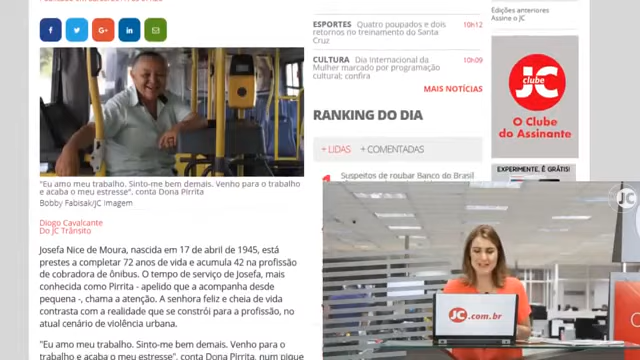 Edições anteriores
Assine o JC
ESPORTES Quatro poupados e dois
retornos no treinamento do Santa
Cruz
10h12
CULTURA Dia Internacional da
Mulher marcado por programação
cultural; confira
10h09
MAIS NOTÍCIAS
JC
Clube
O Clube
do Assinante
RANKING DO DIA
+ LIDAS + COMENTADAS
1 Suspeitos de roubar Banco do Brasil
EXPERIMENTE, É GRÁTIS!
"Eu amo meu trabalho. Sinto-me bem demais. Venho para o trabalho
e acaba o meu estresse", conta Dona Pirrita
Bobby Fabisak/JC Imagem
Diogo Cavalcante
Do JC Trânsito
Josefa Nice de Moura, nascida em 17 de abril de 1945, está
prestes a completar 72 anos de vida e acumula 42 na profissão
de cobradora de ônibus. O tempo de serviço de Josefa, mais
conhecida como Pirrita - apelido que a acompanha desde
pequena -, chama a atenção. A senhora feliz e cheia de vida
contrasta com a realidade que se constrói para a profissão, no
atual cenário de violência urbana.
"Eu amo meu trabalho. Sinto-me bem demais. Venho para o
trabalho e acaba o meu estresse", conta Dona Pirrita, num pique
JC
JC.com.br